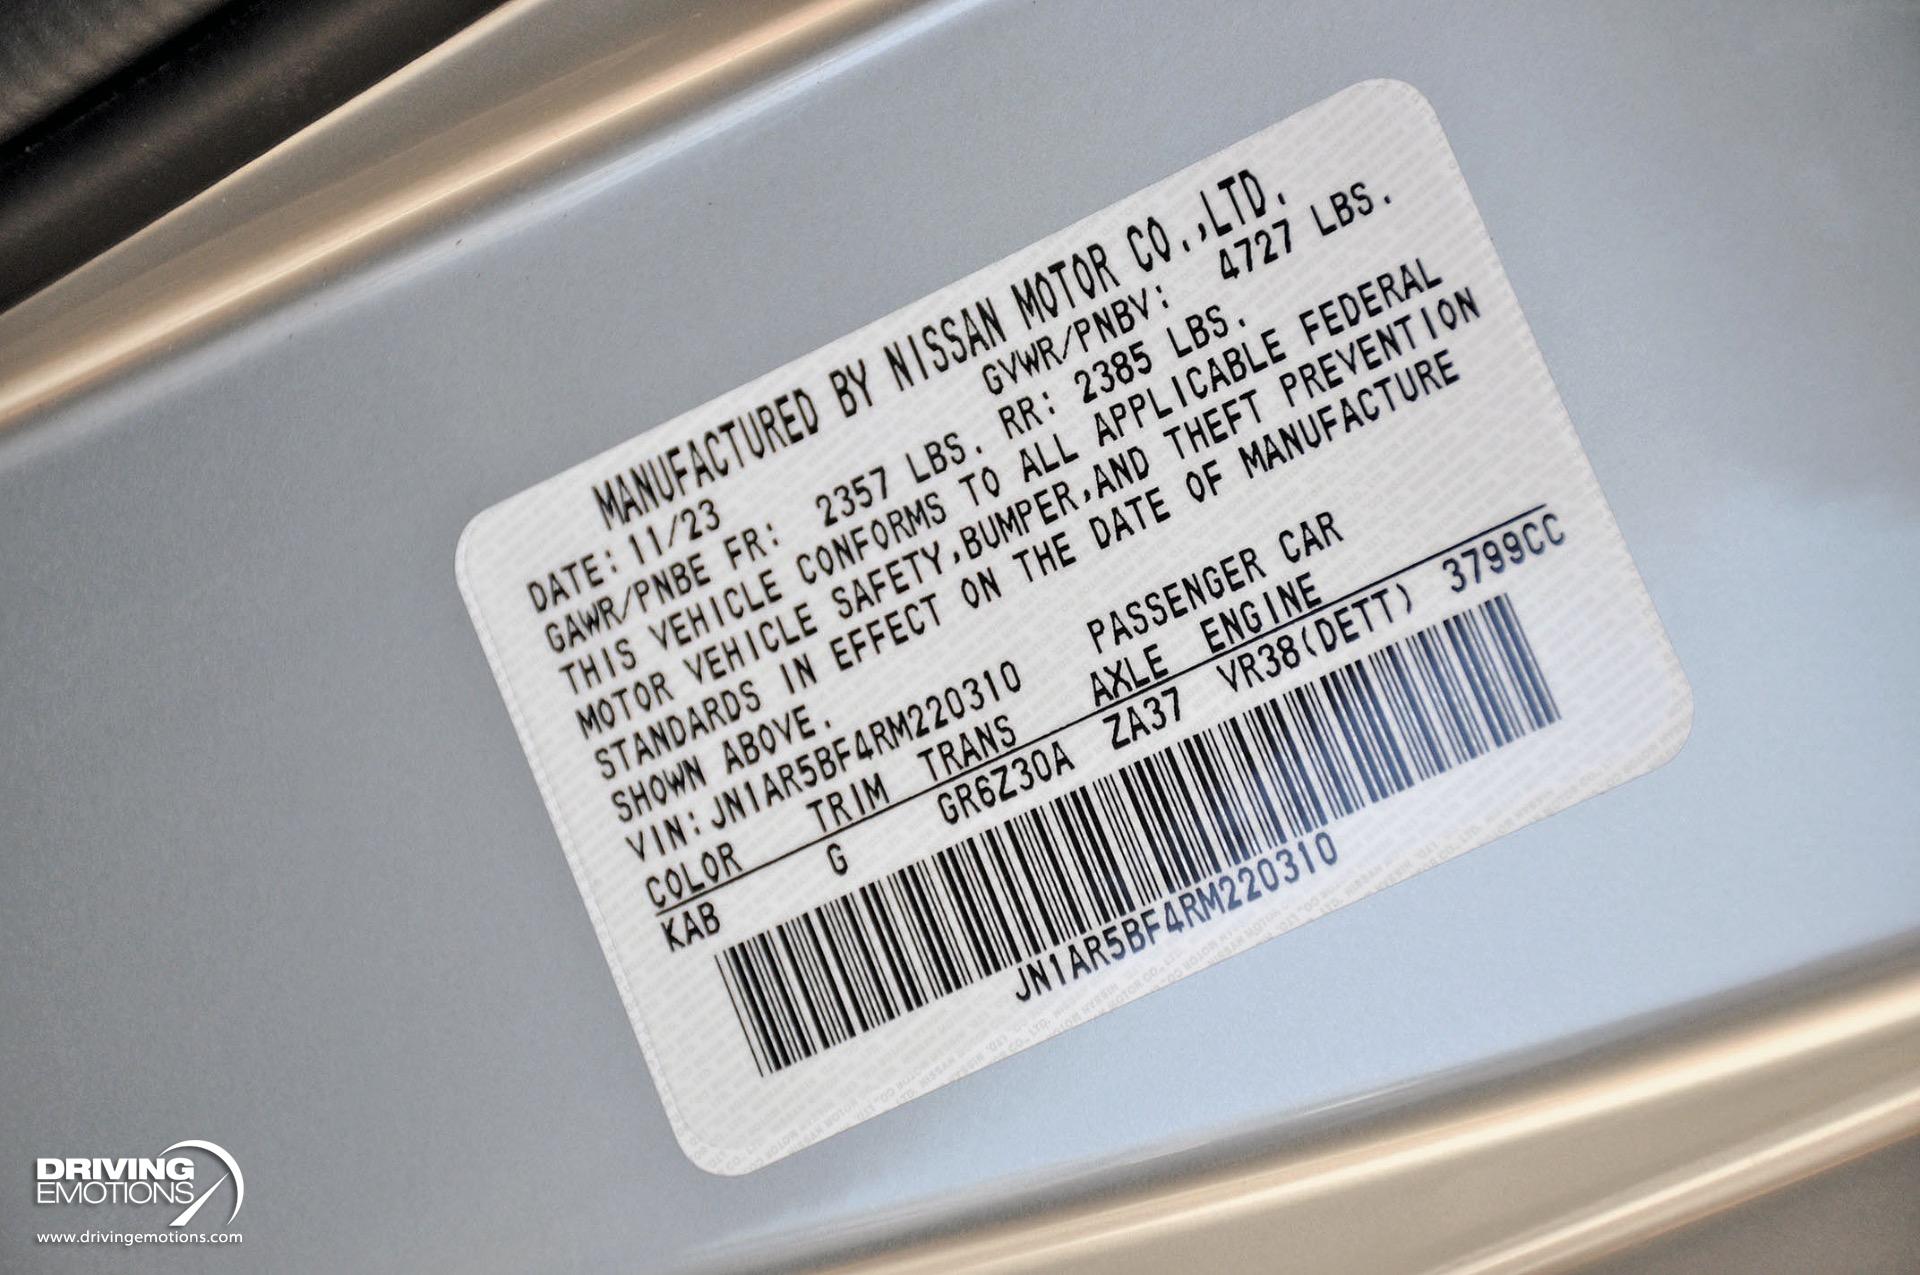 MANUFACTURED BY NISSAN MOTOR CO.,LTD.
DATE: 11/23 GVWR/PNBV: 4727 LBS.
GAWR/PNBE FR: 2357 LBS. RR: 2385 LBS.
THIS VEHICLE CONFORMS TO ALL APPLICABLE FEDERAL
MOTOR VEHICLE SAFETY,BUMPER,AND THEFT PREVENTION
STANDARDS IN EFFECT ON THE DATE OF MANUFACTURE
SHOWN ABOVE.
VIN: JN1AR5BF4RM220310 PASSENGER CAR
COLOR TRIM TRANS AXLE ENGINE
KAB G GR6Z30A ZA37 VR38(DETT) 3799CC
JN1AR5BF4RM220310
DRIVING
EMOTIONS
www.drivingemotions.com